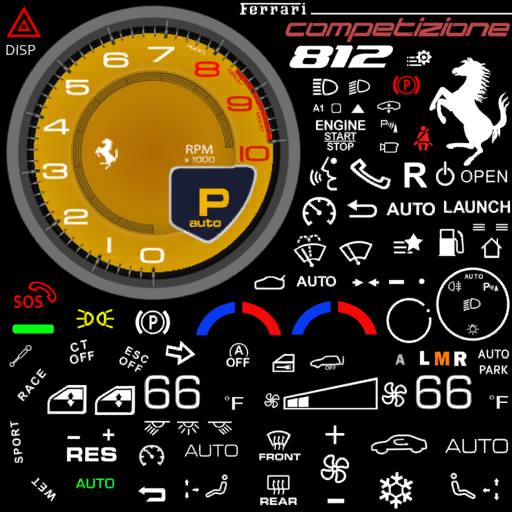 Ferrari
competizione
812
DISP
6 7 8
5 9
4 10
3
2
1
0
RPM
x 1000
P
auto
A1
ENGINE
START
STOP
R
OPEN
AUTO
LAUNCH
AUTO
AUTO
P
SOS
P
CT
OFF
ESC
OFF
A
OFF
OFF
A
L M R
AUTO
PARK
RACE
66
°F
66
°F
SPORT
- +
RES
AUTO
FRONT
+
AUTO
WET
AUTO
REAR
-